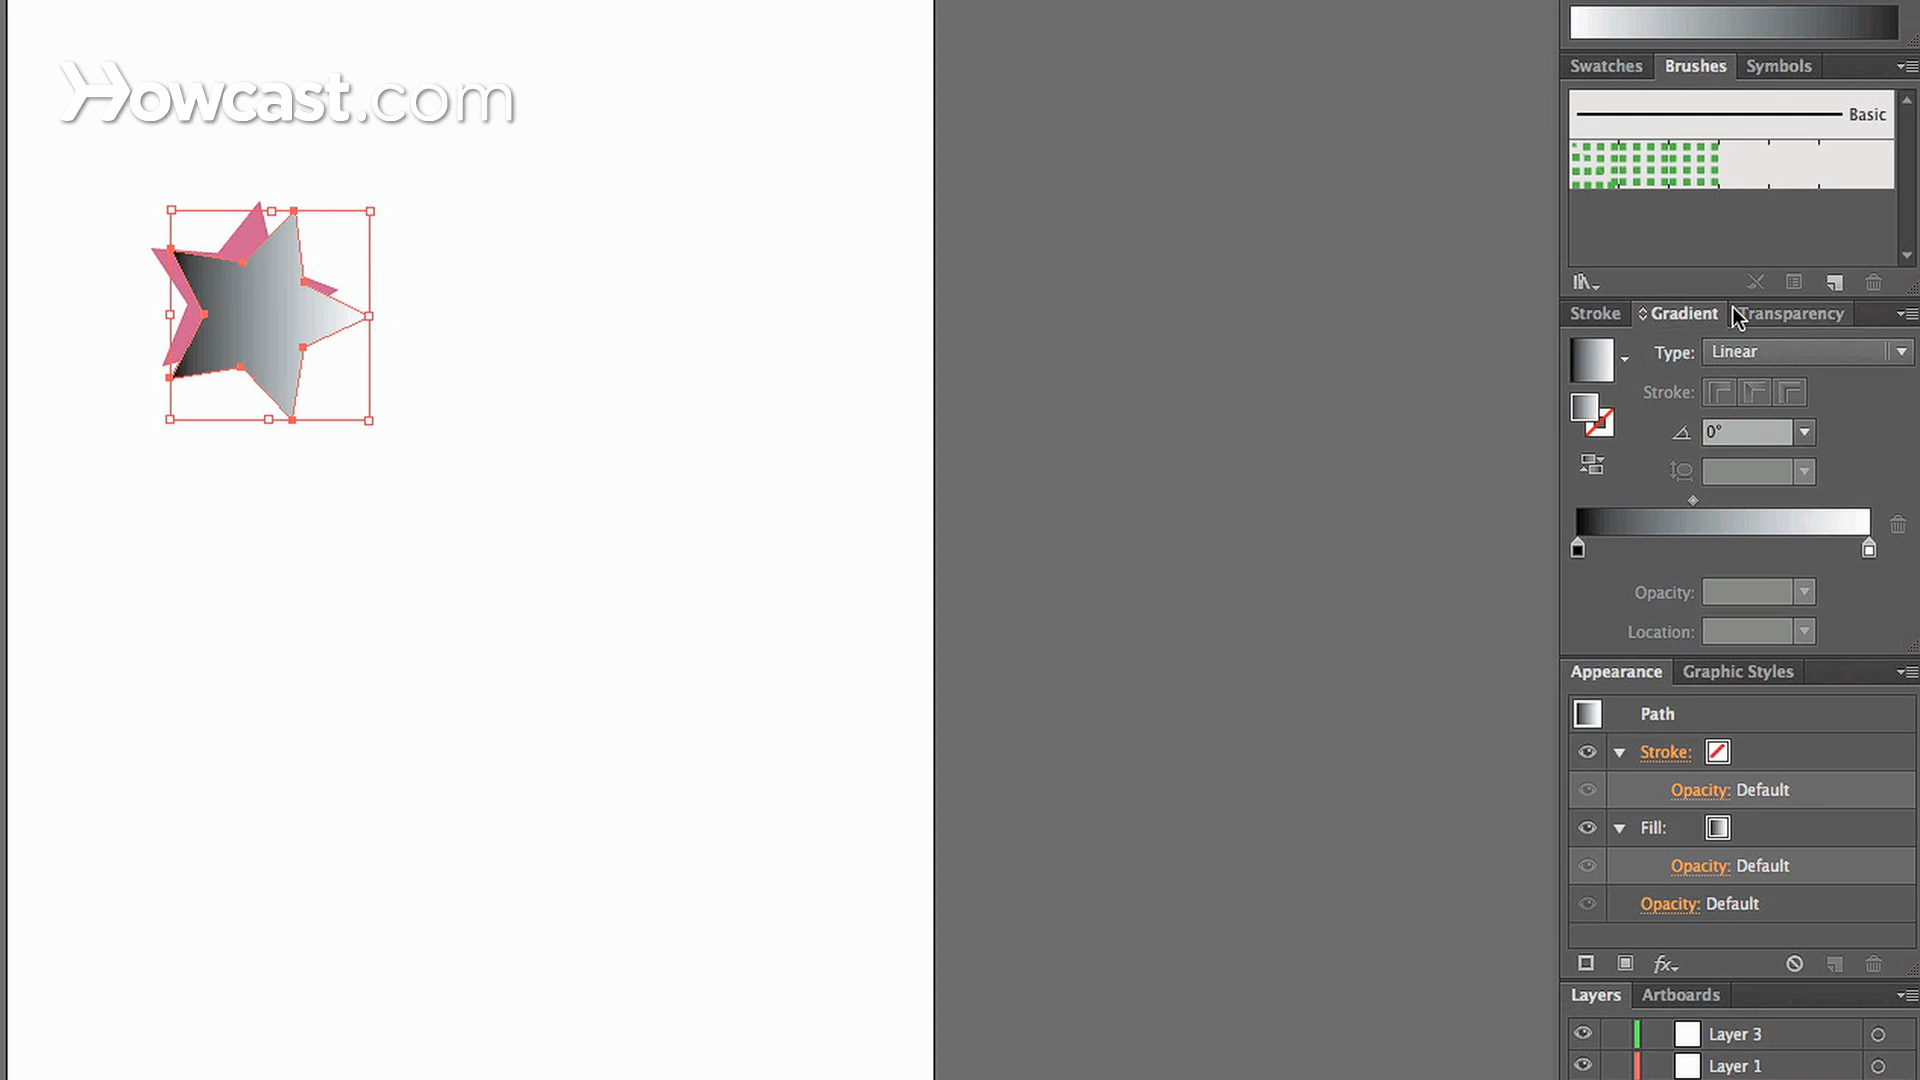 Howcast.com
Swatches Brushes Symbols
Basic
Stroke Gradient Transparency
Type: Linear
Stroke:
0°
Opacity:
Location:
Appearance Graphic Styles
Path
Stroke:
Opacity: Default
Fill:
Opacity: Default
Opacity: Default
fx
Layers Artboards
Layer 3
Layer 1